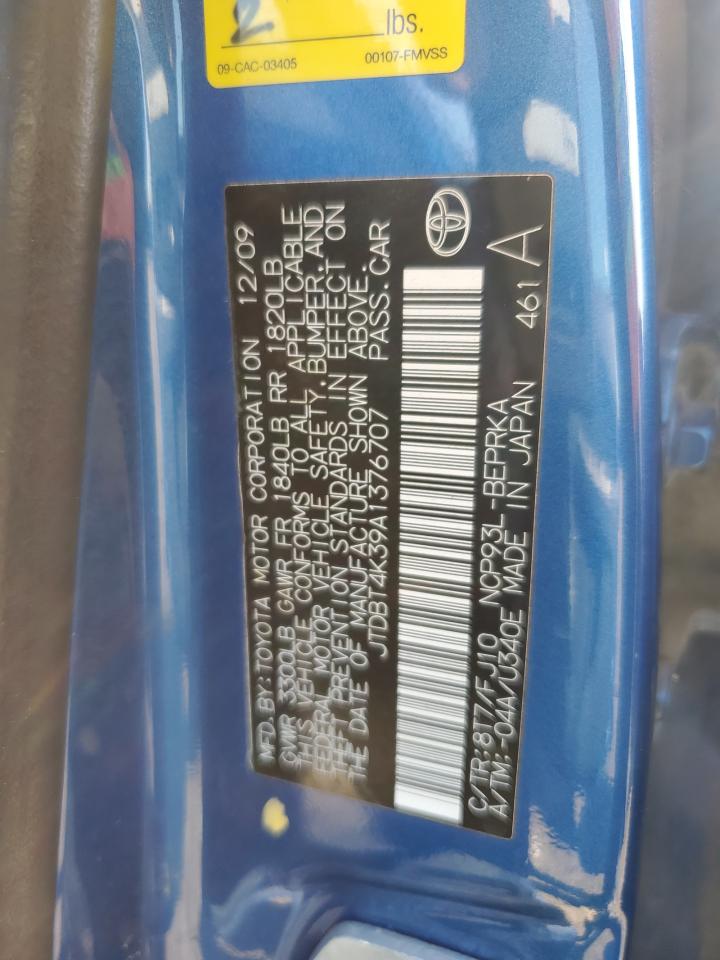 lbs.
09-CAC-03405 00107-FMVSS
MFD. BY: TOYOTA MOTOR CORPORATION 12/09
GVWR 3300LB GAWR FR 1840LB RR 1820LB
THIS VEHICLE CONFORMS TO ALL APPLICABLE
FEDERAL MOTOR VEHICLE SAFETY, BUMPER, AND
THEFT PREVENTION STANDARDS IN EFFECT ON
THE DATE OF MANUFACTURE SHOWN ABOVE.
JTDBT4K39A1376707 PASS. CAR
C/TR: 8T7/FJ10 NCP93L -BEPRKA 461
A/TM: -04A/U340E MADE IN JAPAN A